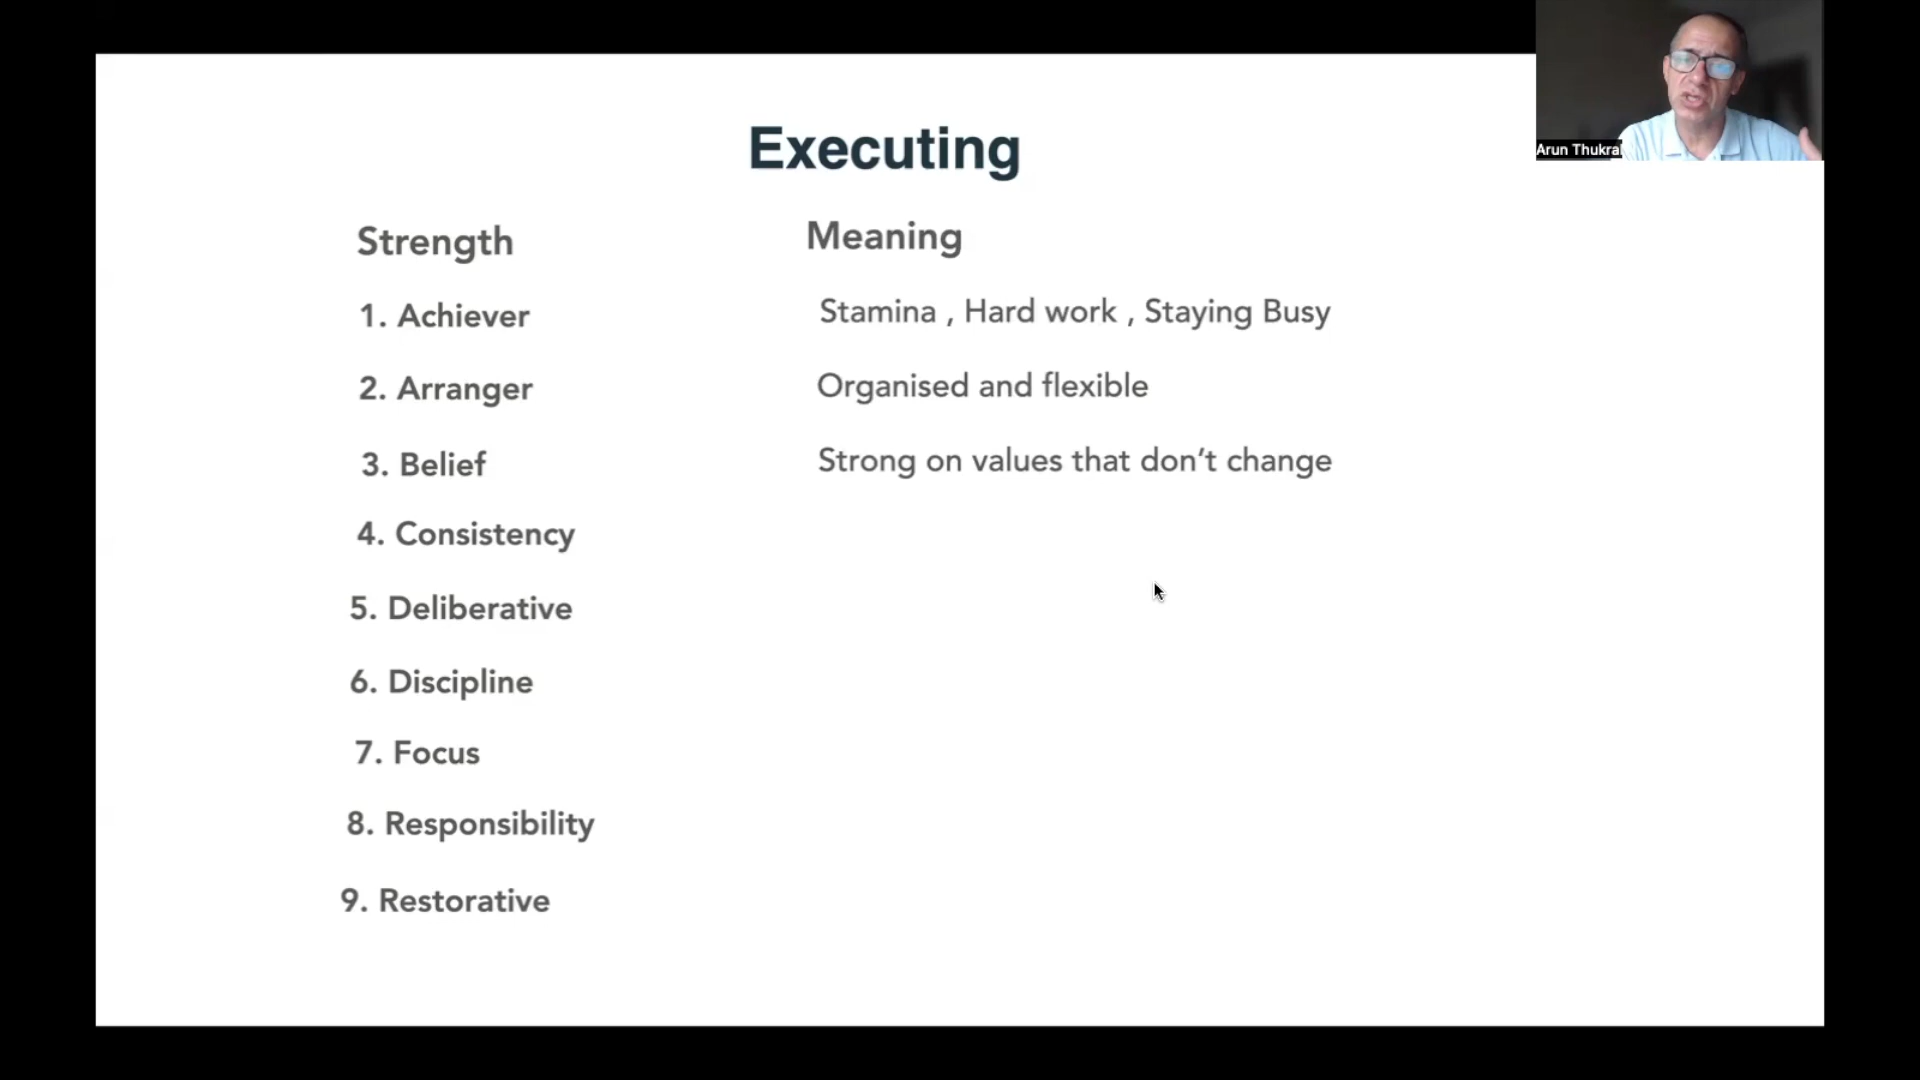 Executing
Strength Meaning
1. Achiever Stamina , Hard work , Staying Busy
2. Arranger Organised and flexible
3. Belief Strong on values that don’t change
4. Consistency
5. Deliberative
6. Discipline
7. Focus
8. Responsibility
9. Restorative
Arun Thukral